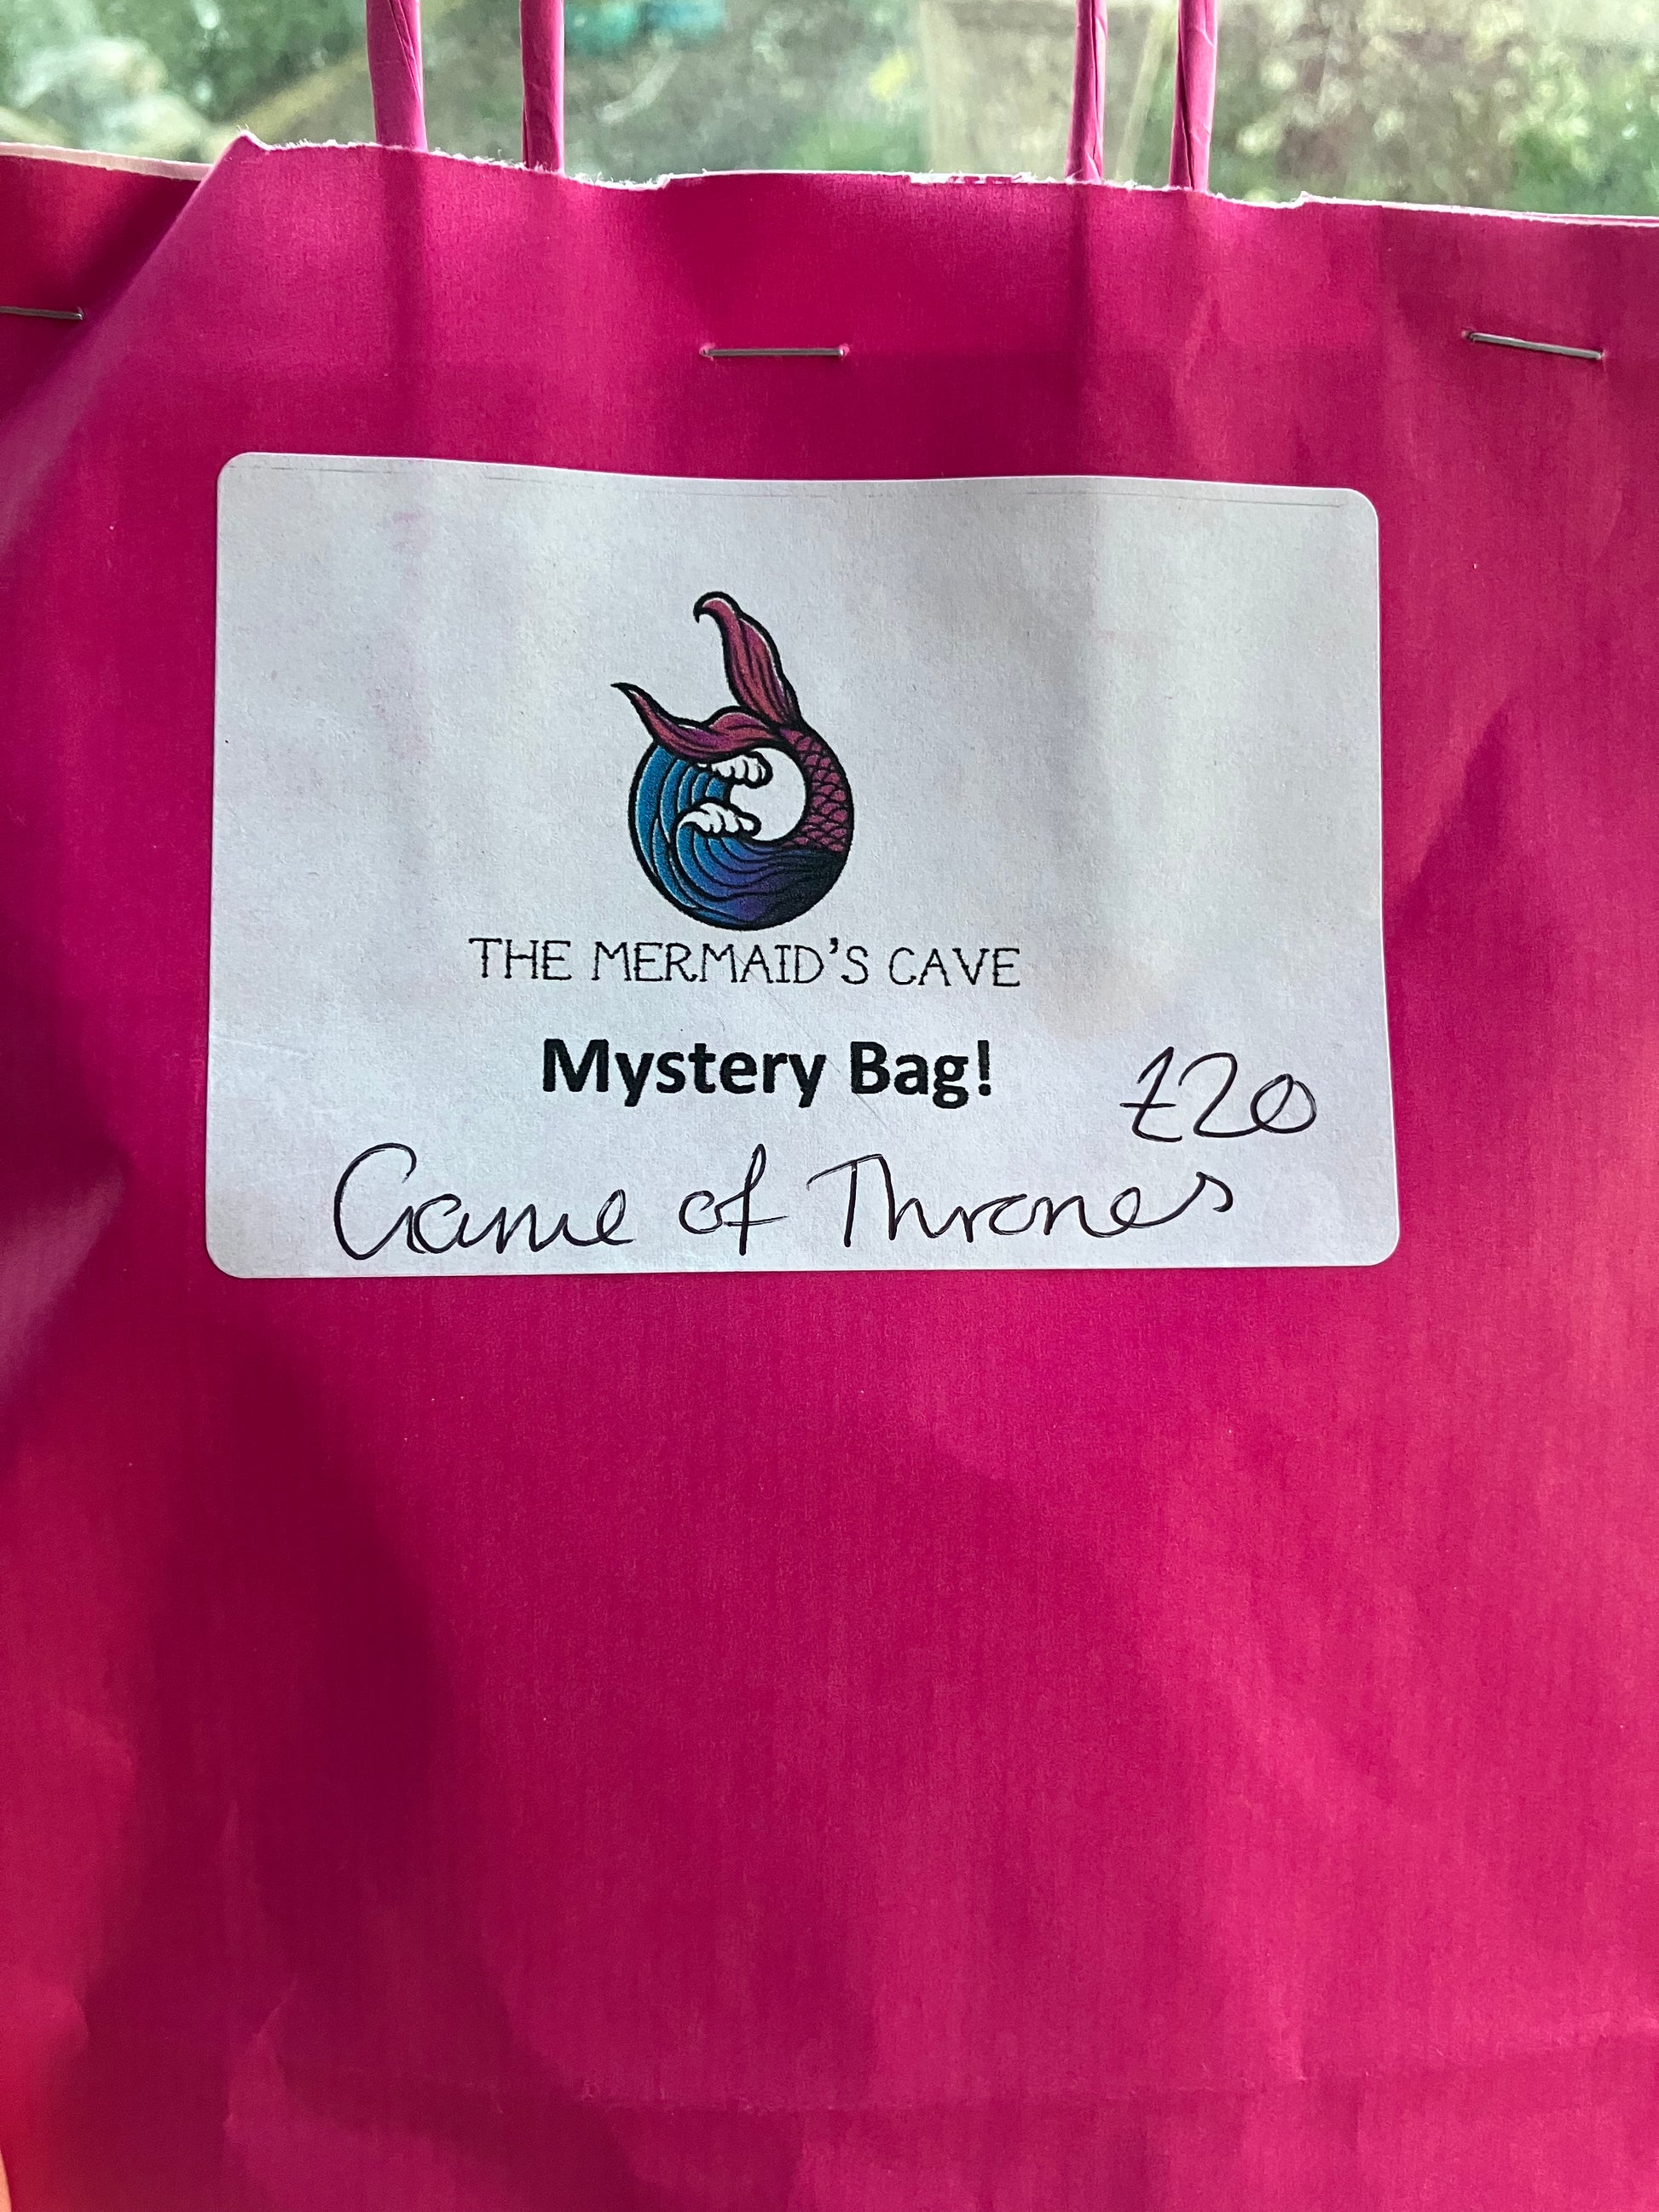 THE MERMAID'S CAVE
Mystery Bag!
£20
Game of Thrones